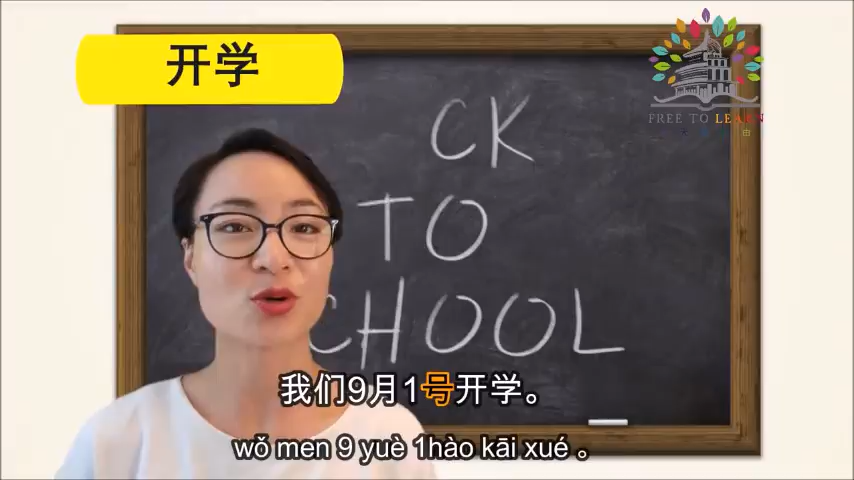 开学
FREE TO LEARN
由
CK
TO
CHOOL
我们9月1号开学。
wǒ men 9 yuè 1hào kāi xué 。